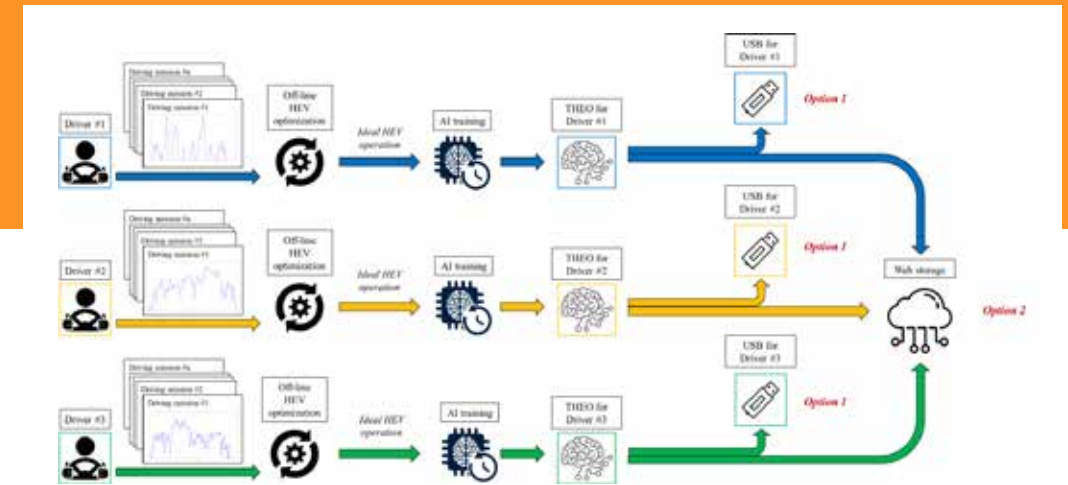 USB for
Driver #1
Option 1
Driving mission #n
Driving mission #2
Driving mission #1
Off-line
HEV
optimization
Driver #1
Ideal HEV
operation
AI training
THEO for
Driver #1
USB for
Driver #2
Option 1
Driving mission #n
Driving mission #2
Driving mission #1
Off-line
HEV
optimization
Driver #2
Ideal HEV
operation
AI training
THEO for
Driver #2
Web storage
Option 2
USB for
Driver #3
Option 1
Driving mission #n
Driving mission #2
Driving mission #1
Off-line
HEV
optimization
Driver #3
Ideal HEV
operation
AI training
THEO for
Driver #3